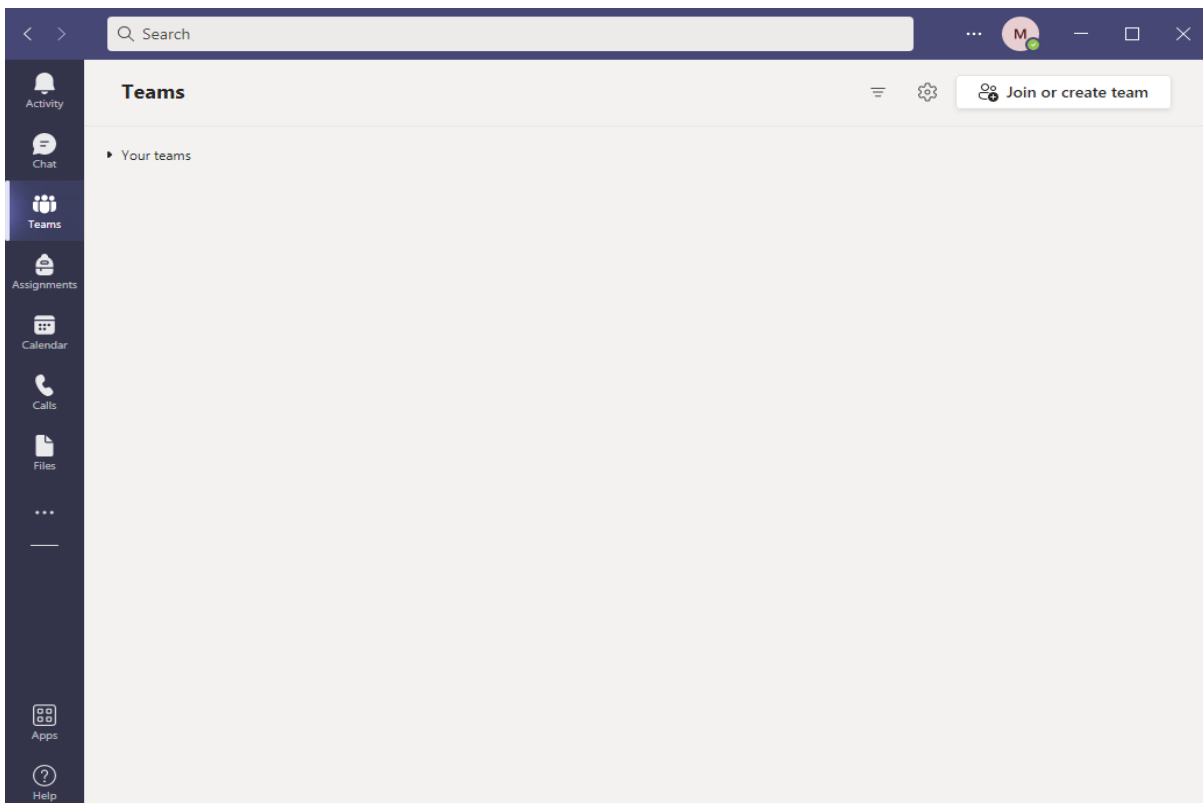 Search
M
Activity
Teams
Join or create team
Chat
Your teams
Teams
Assignments
Calendar
Calls
Files
Apps
Help